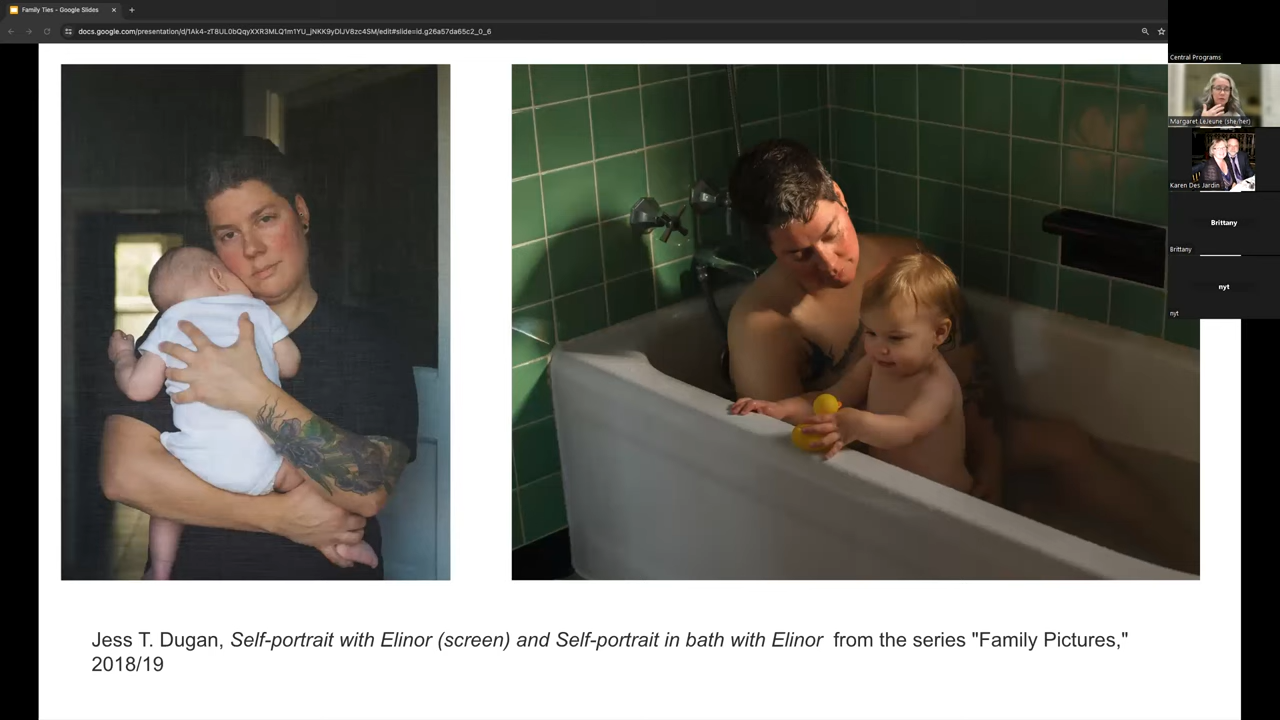 Family Ties - Google Slides
docs.google.com/presentation/d/1Ak4-zT8UL0bQqyXXR3MLQ1m1YU_jNKK9yDIJV8zc4SM/edit#slide=id.g26a57da65c2_0_6
Central Programs
Margaret LeJeune (she/her)
Karen Des Jardin
Brittany
Brittany
nyt
nyt
Jess T. Dugan, Self-portrait with Elinor (screen) and Self-portrait in bath with Elinor from the series "Family Pictures,"
2018/19